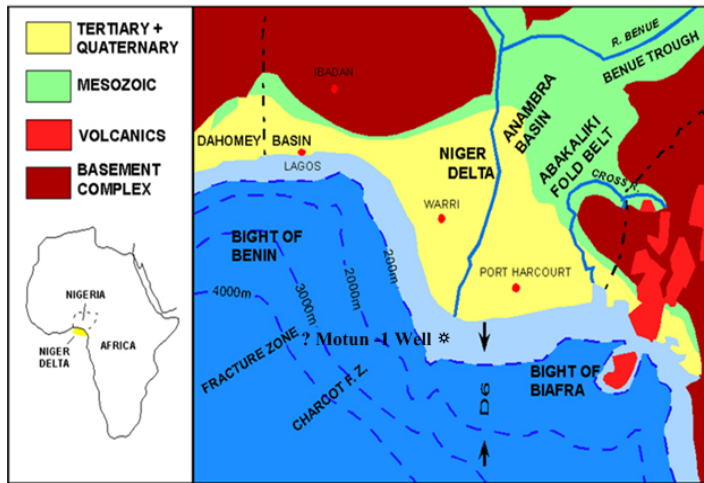 TERTIARY +
QUATERNARY
MESOZOIC
VOLCANICS
BASEMENT
COMPLEX
NIGERIA
AFRICA
NIGER
DELTA
IBADAN
R. BENUE
BENUE TROUGH
ANAMBRA
BASIN
DAHOMEY BASIN
LAGOS
NIGER
DELTA
ABAKALIKI
FOLD BELT
CROSS R.
WARRI
PORT HARCOURT
BIGHT OF
BENIN
200m
2000m
3000m
4000m
FRACTURE ZONE
CHARCOT F. Z.
? Motun -1 Well
D6
BIGHT OF
BIAFRA